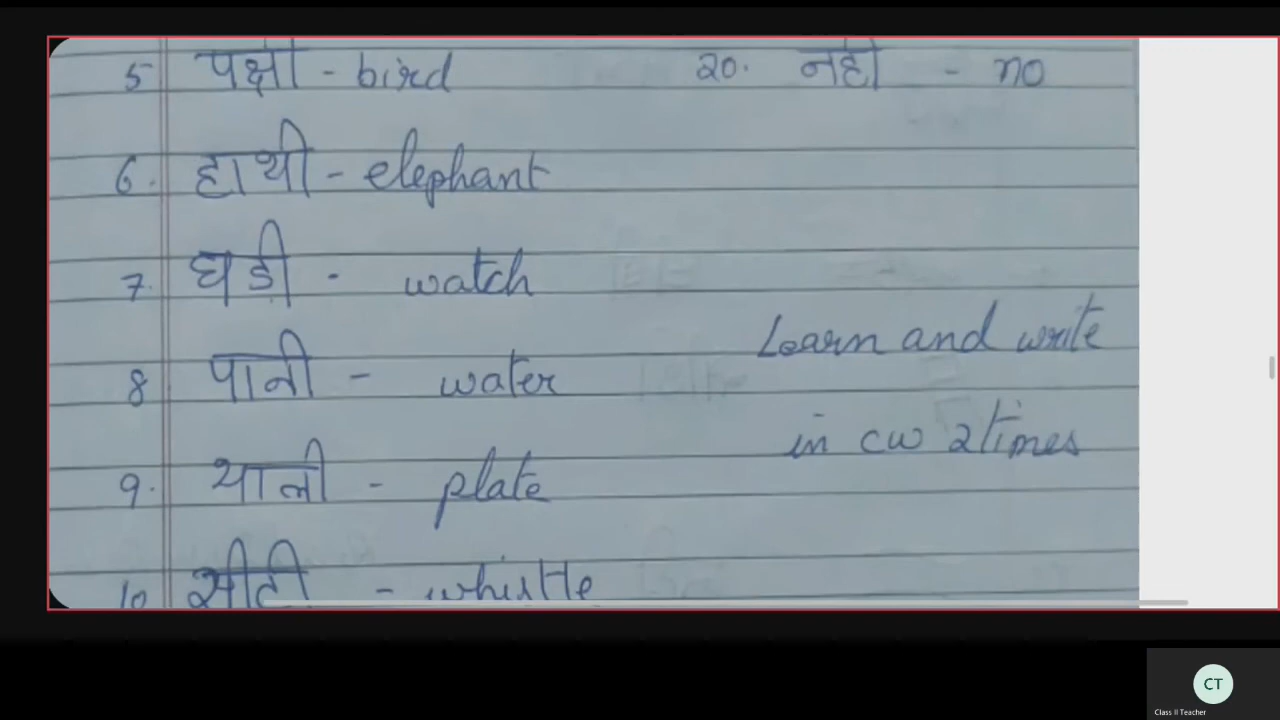 5 पक्षी - bird 20. नही - no
6. हाथी - elephant
7. घड़ी - watch
Learn and write
8 पानी - water
in cw 2times
9. थाली - plate
10 सीटी - whistle
CT
Class II Teacher